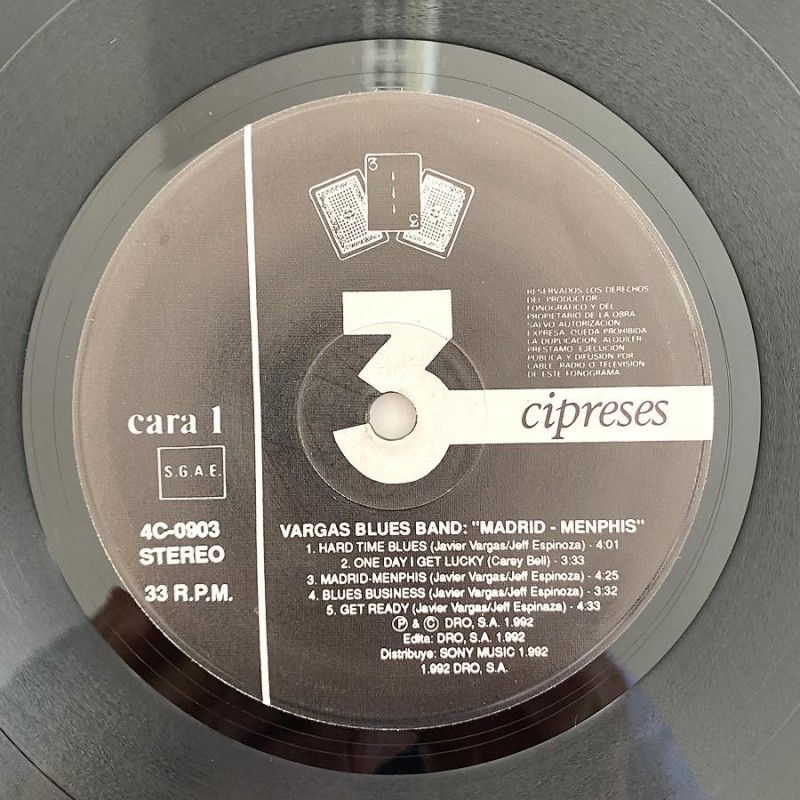 3
3
RESERVADOS LOS DERECHOS
DEL PRODUCTOR
FONOGRAFICO Y DEL
PROPIETARIO DE LA OBRA
SALVO AUTORIZACION
EXPRESA QUEDA PROHIBIDA
LA DUPLICACION ALQUILER
PRESTAMO EJECUCION
PUBLICA Y DIFUSION POR
CABLE RADIO O TELEVISION
DE ESTE FONOGRAMA
3
cipreses
cara 1
S.G.A.E.
4C-0903
STEREO
33 R.P.M.
VARGAS BLUES BAND: "MADRID - MENPHIS"
1. HARD TIME BLUES (Javier Vargas/Jeff Espinoza) - 4:01
2. ONE DAY I GET LUCKY (Carey Bell) - 3:33
3. MADRID-MENPHIS (Javier Vargas/Jeff Espinoza) - 4:25
4. BLUES BUSINESS (Javier Vargas/Jeff Espinoza) - 3:32
5. GET READY (Javier Vargas/Jeff Espinaza) - 4:33
Ⓟ & © DRO, S.A. 1.992
Edita: DRO, S.A. 1.992
Distribuye: SONY MUSIC 1.992
1.992 DRO, S.A.